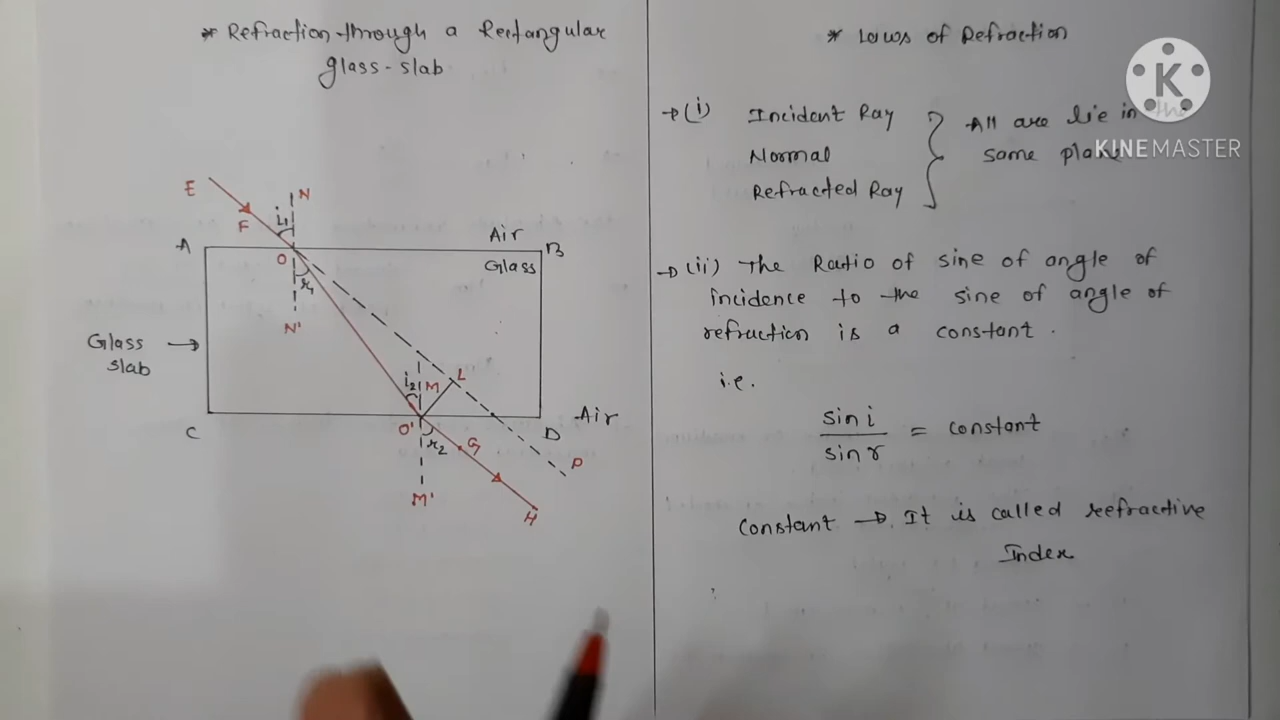 * Refraction through a Rectangular
glass-slab
E
N
i1
F
A
Air
B
O
Glass
r1
N'
Glass
slab
i2
M
L
C
O'
r2
G
D
Air
P
M'
H
* Laws of Refraction
K
KINEMASTER
→ (i) Incident Ray
Normal
Refracted Ray
All are lie in the
same plane
→ (ii) The Ratio of sine of angle of
incidence to the sine of angle of
refraction is a constant.
i.e.
sin i
sin r
= constant
Constant → It is called reefractive
Index